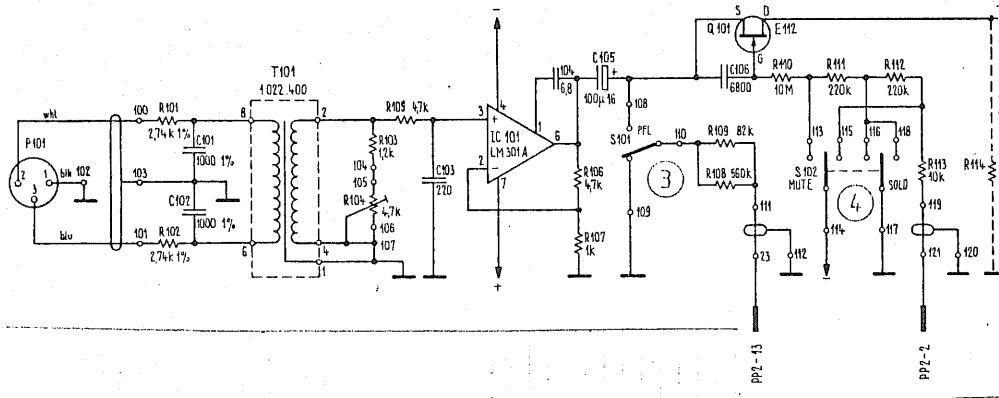 T101
1.022.400
P101
whl
2
1
3
blk
102
blu
100
R101
2,74k 1%
C101
1000 1%
103
C102
1000 1%
101
R102
2,74k 1%
8
6
2
4
1
R103
1,2k
104
105
R104
4,7k
106
107
R105 4,7k
C103
220
3
+
2
-
4
7
1
6
IC 101
LM 301 A
-
+
104
6,8
C105
+
100µ 16
R106
4,7k
R107
1k
108
S101
PFL
109
110
3
R109 82k
R108 560k
111
112
23
PP2-13
S
D
G
Q101
E112
C106
6800
R110
10M
R111
220k
R112
220k
113
115
116
118
S102
MUTE
SOLO
4
114
117
-
R113
10k
119
120
121
PP2-2
R114